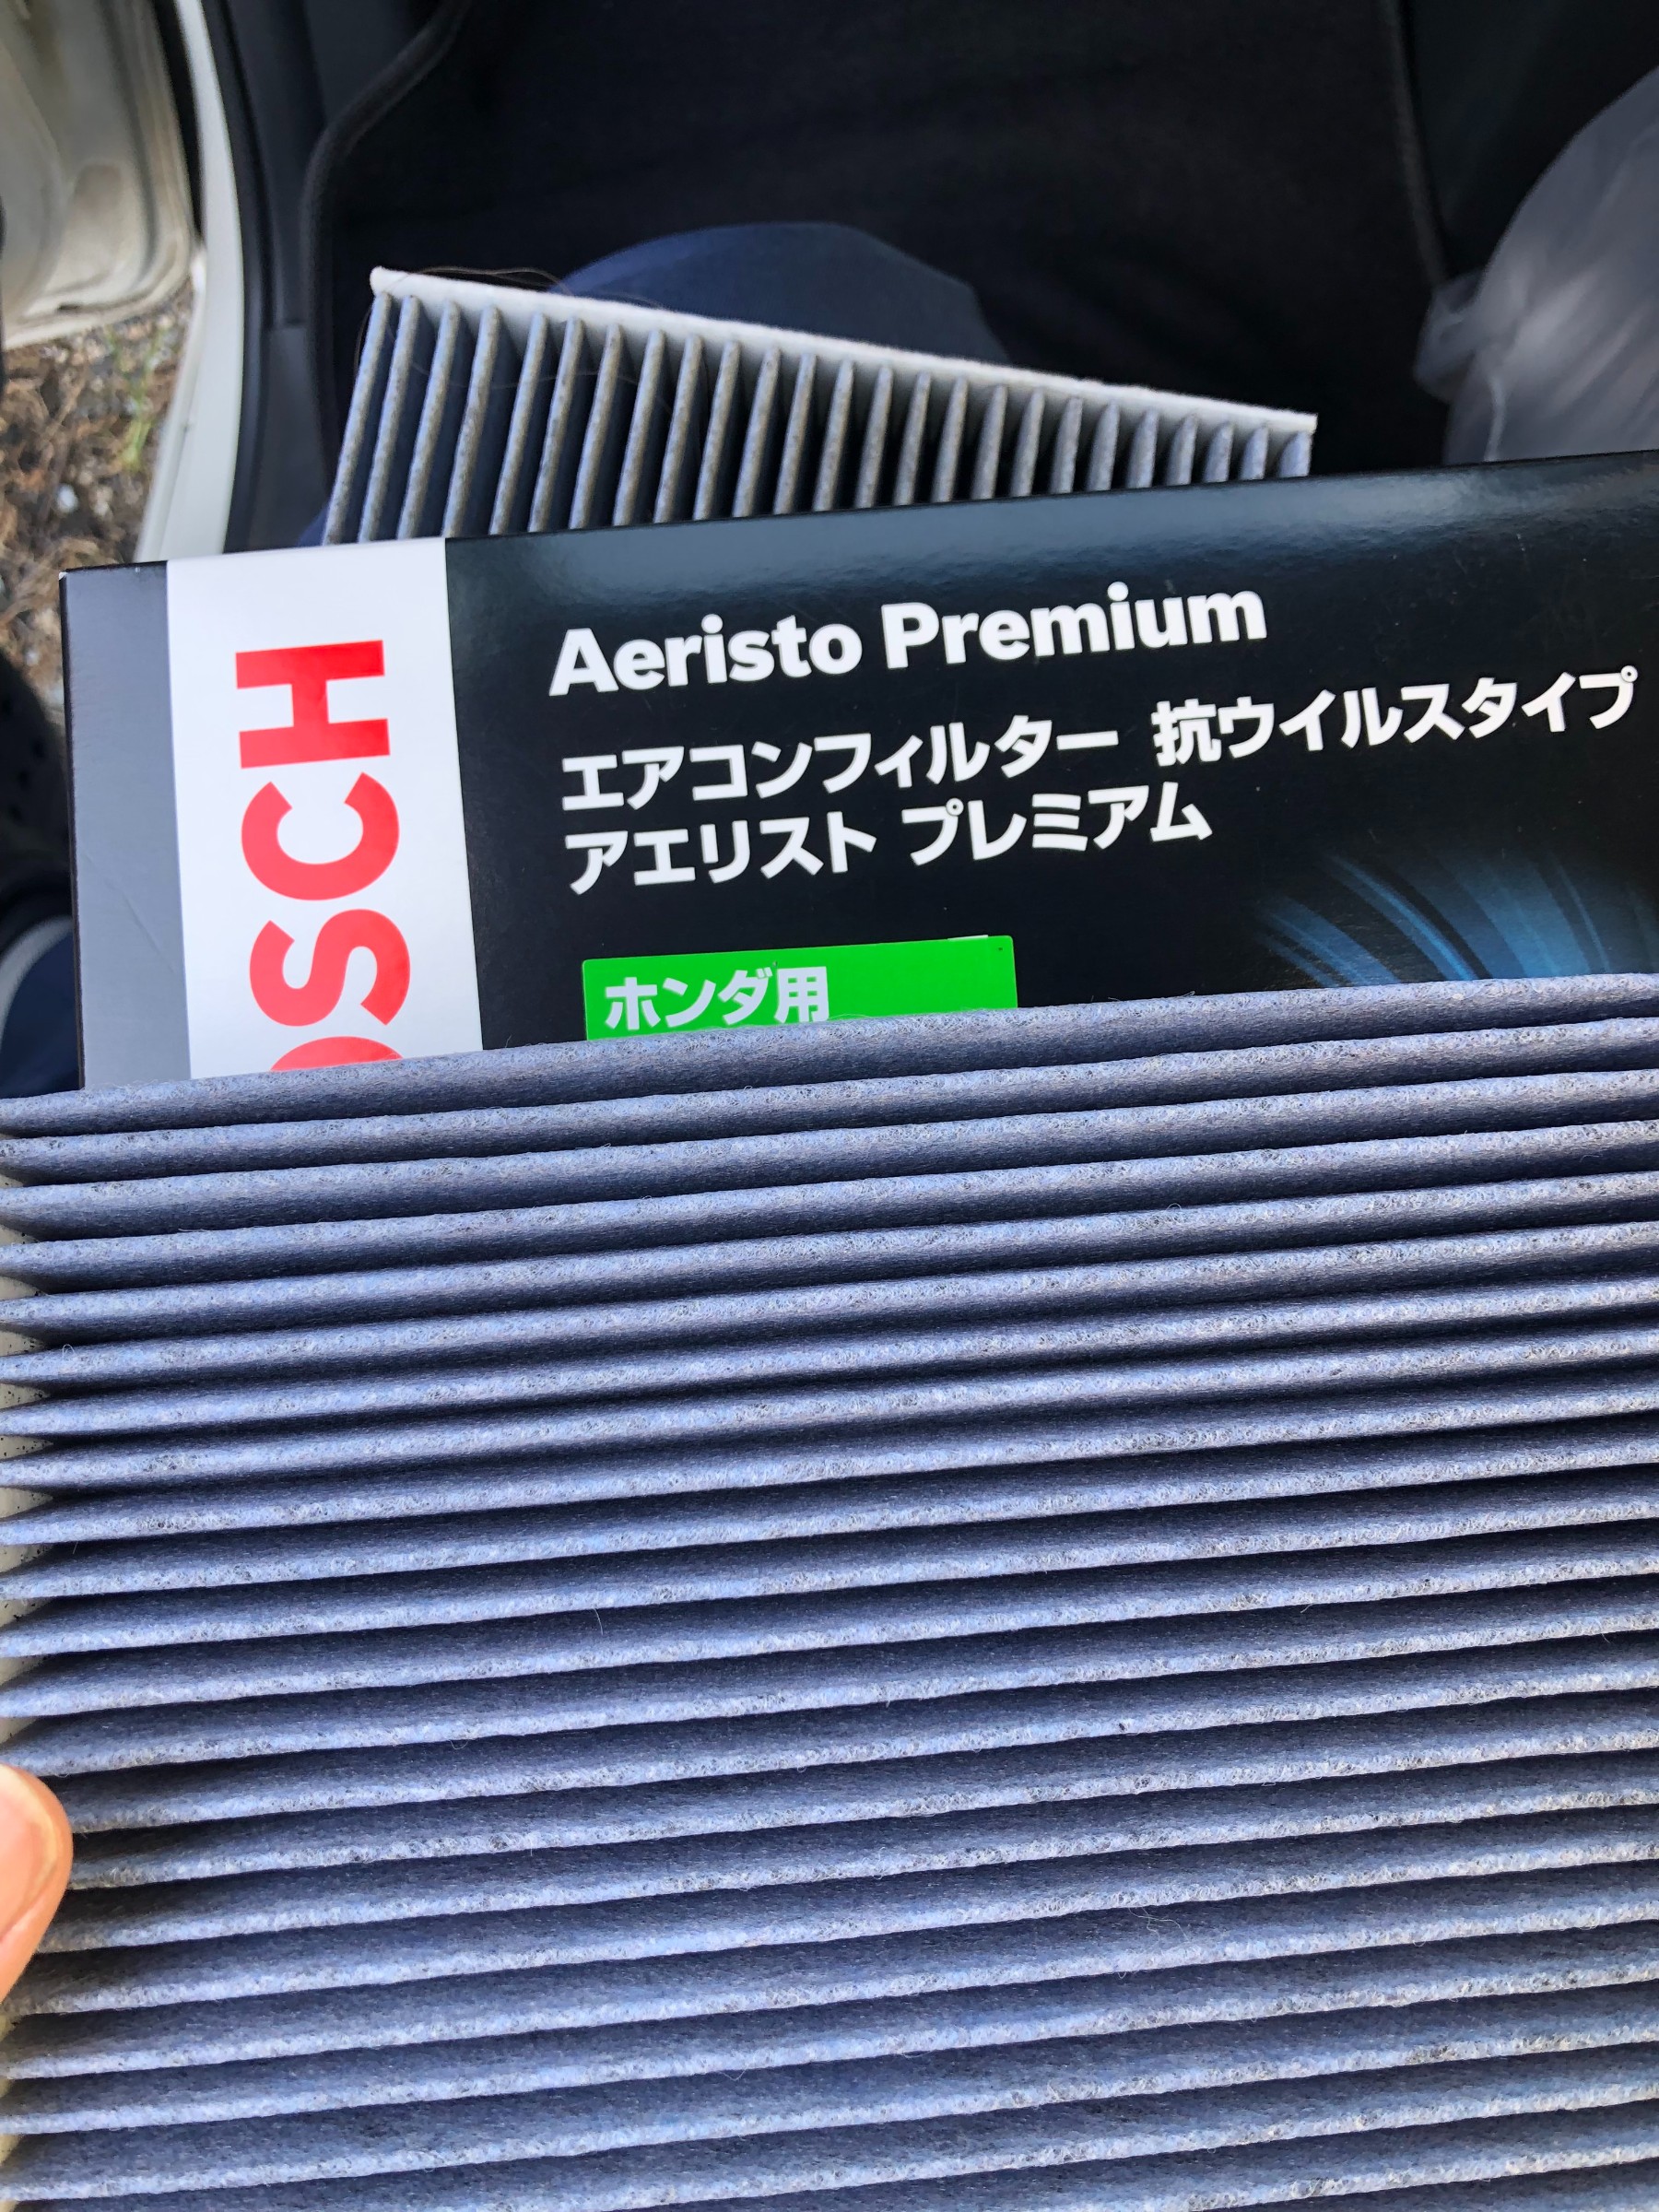 BOSCH
Aeristo Premium
エアコンフィルター 抗ウイルスタイプ
アエリスト プレミアム
ホンダ用